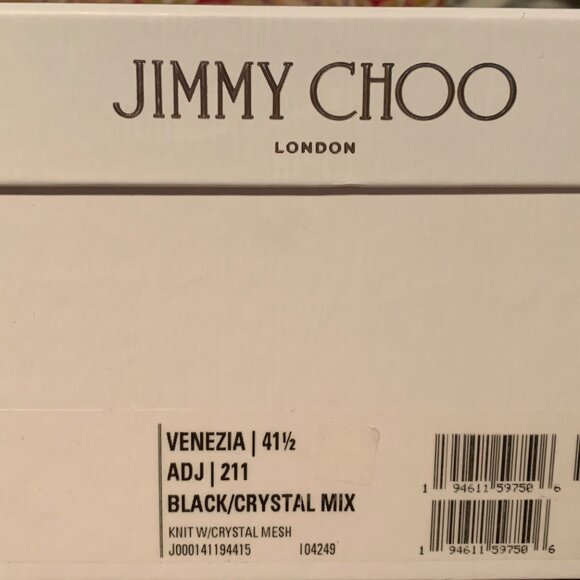 JIMMY CHOO
LONDON
VENEZIA | 41½
ADJ | 211
BLACK/CRYSTAL MIX
KNIT W/CRYSTAL MESH
J000141194415 I04249
1 94611 59750 6
1 94611 59750 6